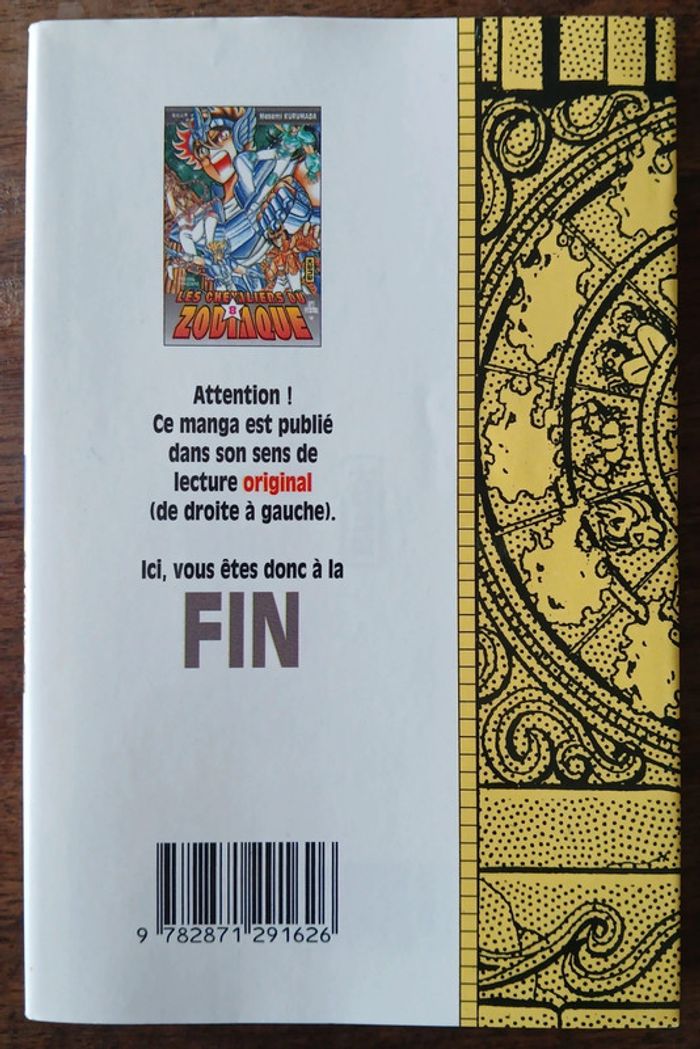 Masami KURUMADA
LES CHEVALIERS DU
ZODIAQUE
8
Attention !
Ce manga est publié
dans son sens de
lecture original
(de droite à gauche).
Ici, vous êtes donc à la
FIN
9 782871 291626